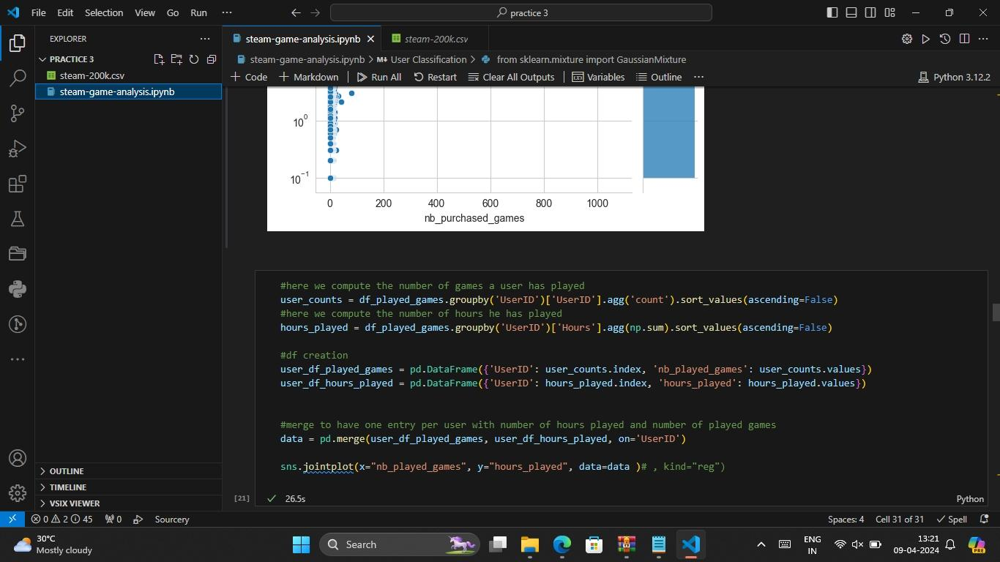 File Edit Selection View Go Run ···
practice 3
EXPLORER
PRACTICE 3
steam-200k.csv
steam-game-analysis.ipynb
OUTLINE
TIMELINE
VSIX VIEWER
steam-game-analysis.ipynb
steam-200k.csv
steam-game-analysis.ipynb > M↓ User Classification > from sklearn.mixture import GaussianMixture
+ Code + Markdown | Run All Restart Clear All Outputs | Variables Outline ···
Python 3.12.2
10^0
10^-1
0 200 400 600 800 1000
nb_purchased_games
#here we compute the number of games a user has played
user_counts = df_played_games.groupby('UserID')['UserID'].agg('count').sort_values(ascending=False)
#here we compute the number of hours he has played
hours_played = df_played_games.groupby('UserID')['Hours'].agg(np.sum).sort_values(ascending=False)
#df creation
user_df_played_games = pd.DataFrame({'UserID': user_counts.index, 'nb_played_games': user_counts.values})
user_df_hours_played = pd.DataFrame({'UserID': hours_played.index, 'hours_played': hours_played.values})
#merge to have one entry per user with number of hours played and number of played games
data = pd.merge(user_df_played_games, user_df_hours_played, on='UserID')
sns.jointplot(x="nb_played_games", y="hours_played", data=data )# , kind="reg")
[21] 26.5s Python
0 2 45 0 Sourcery
Spaces: 4 Cell 31 of 31 Spell
30°C
Mostly cloudy
Search
PRE
ENG
IN
13:21
09-04-2024
PRE